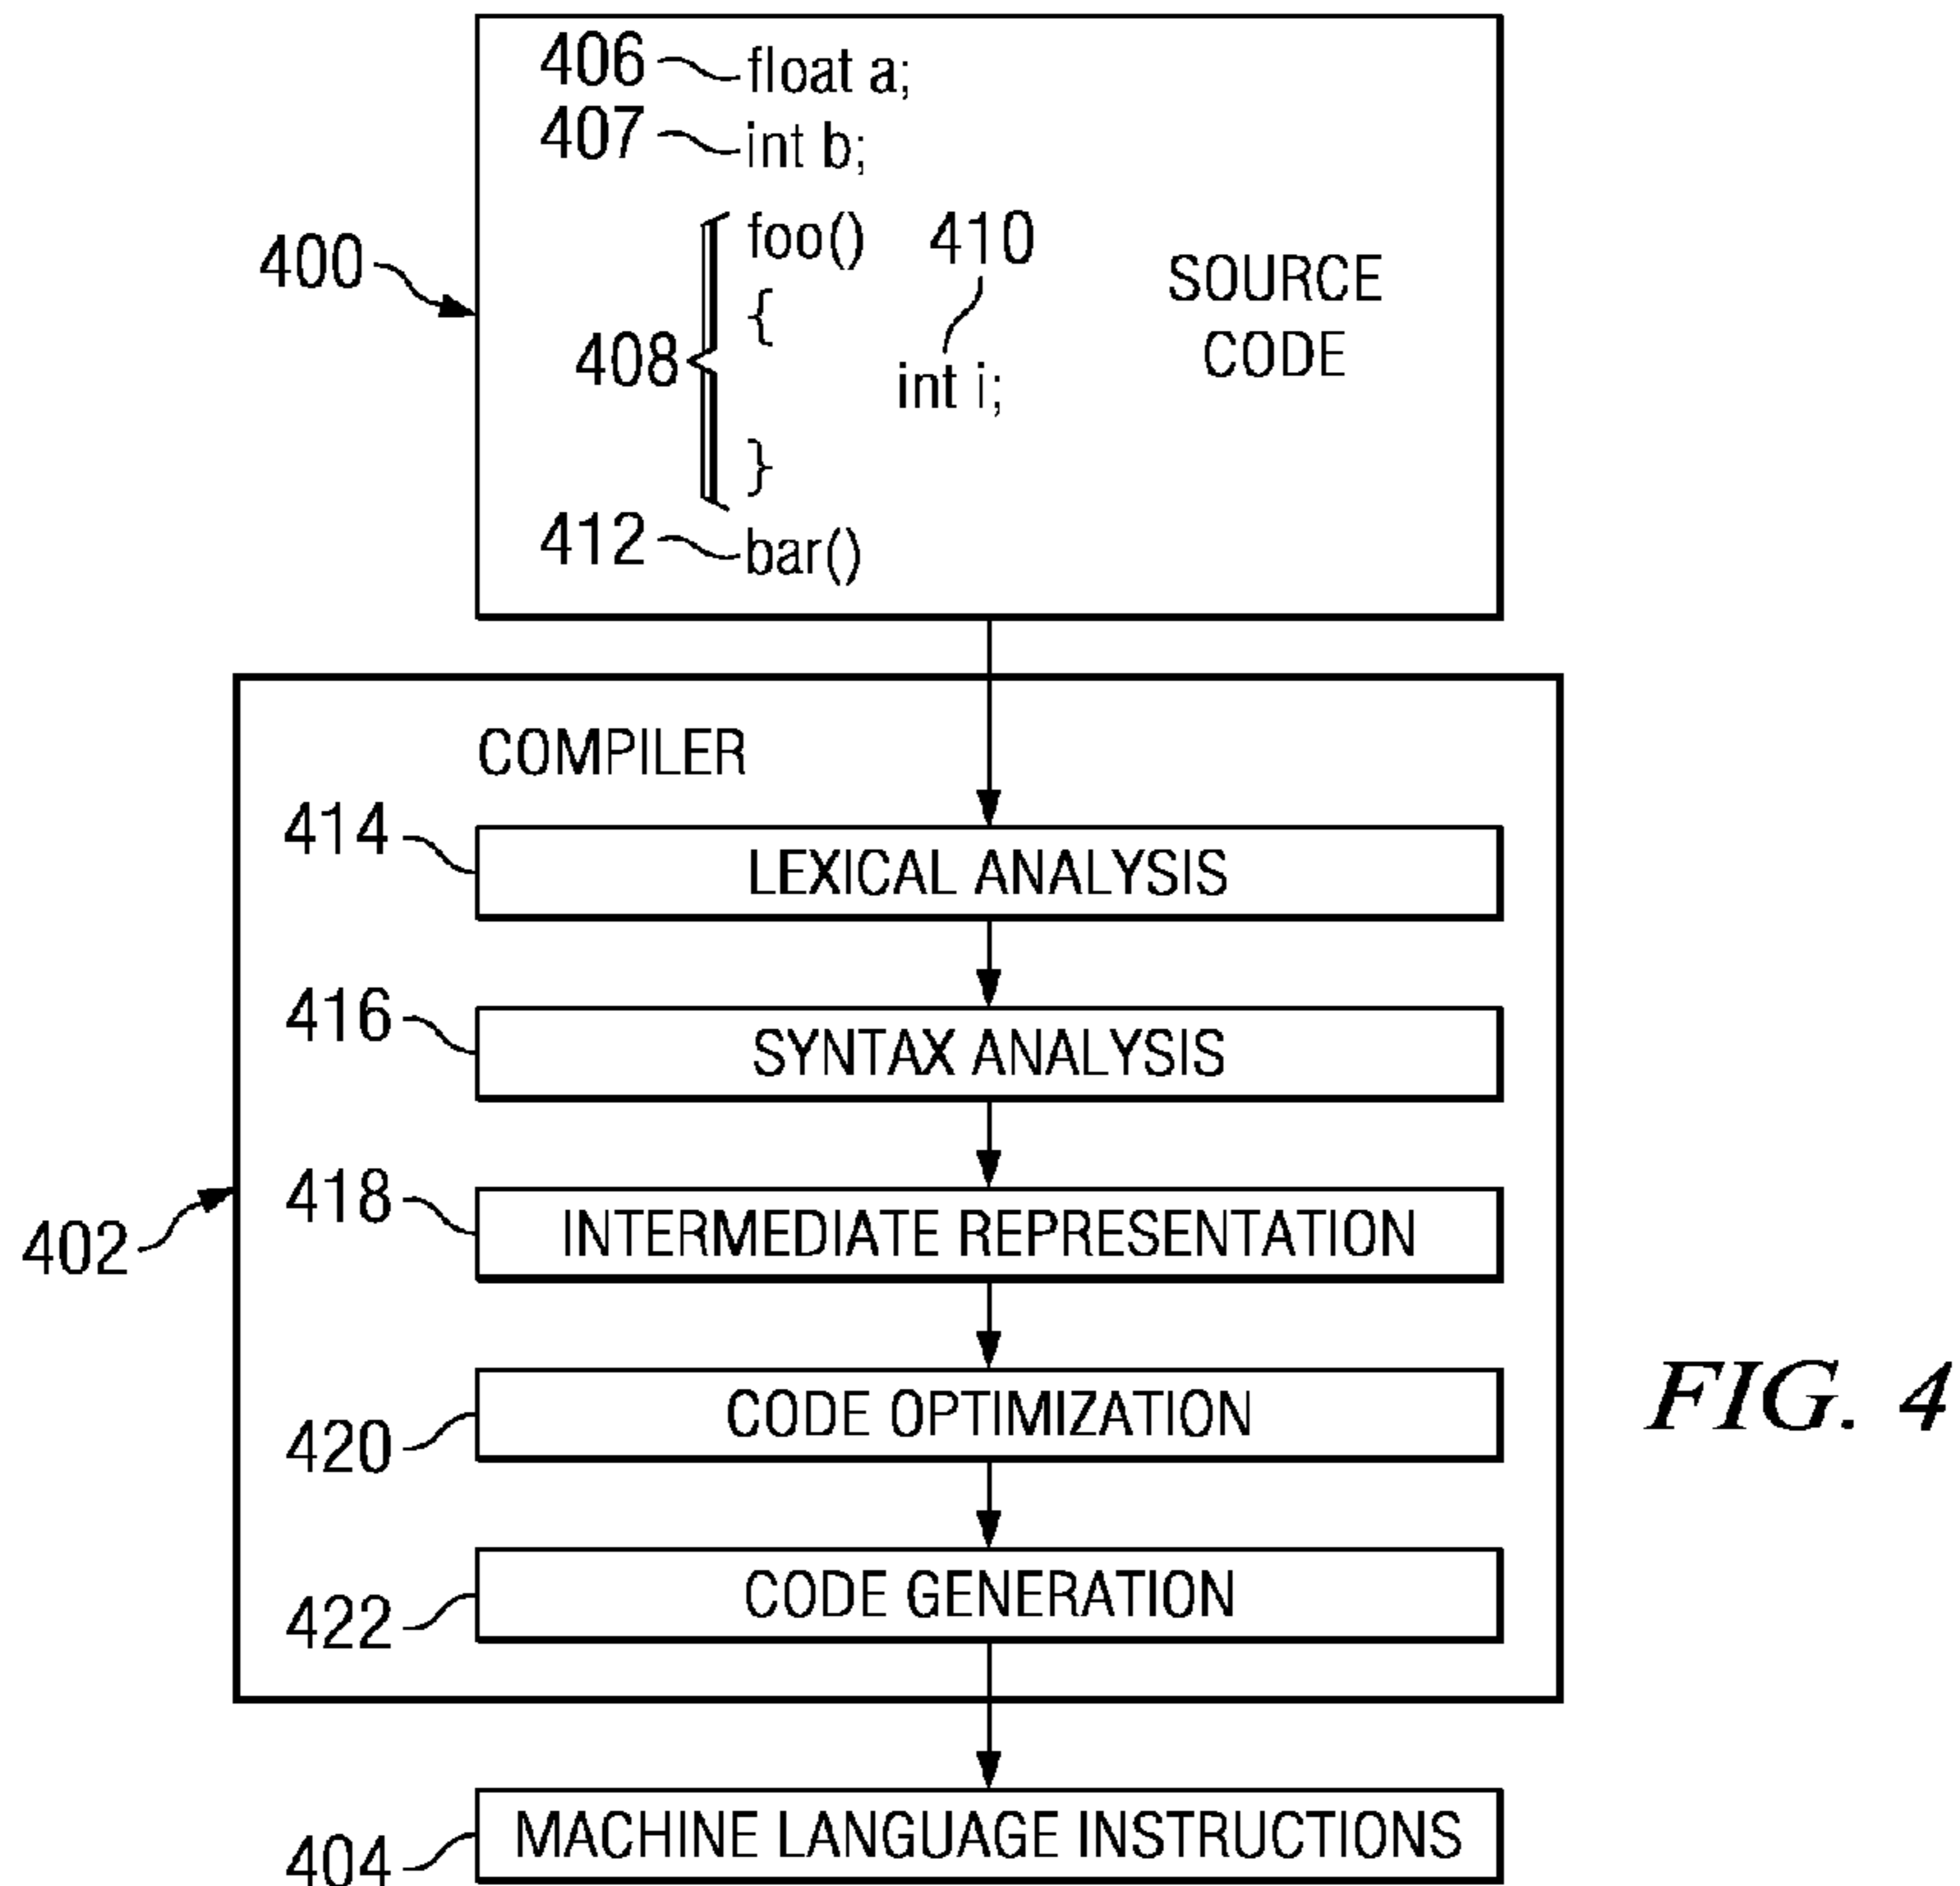 406 float a;
407 int b;
408 foo()
410
{
400
int i;
}
412 bar()
SOURCE
CODE
COMPILER
414 LEXICAL ANALYSIS
416 SYNTAX ANALYSIS
418 INTERMEDIATE REPRESENTATION
402
420 CODE OPTIMIZATION
422 CODE GENERATION
404 MACHINE LANGUAGE INSTRUCTIONS
FIG. 4